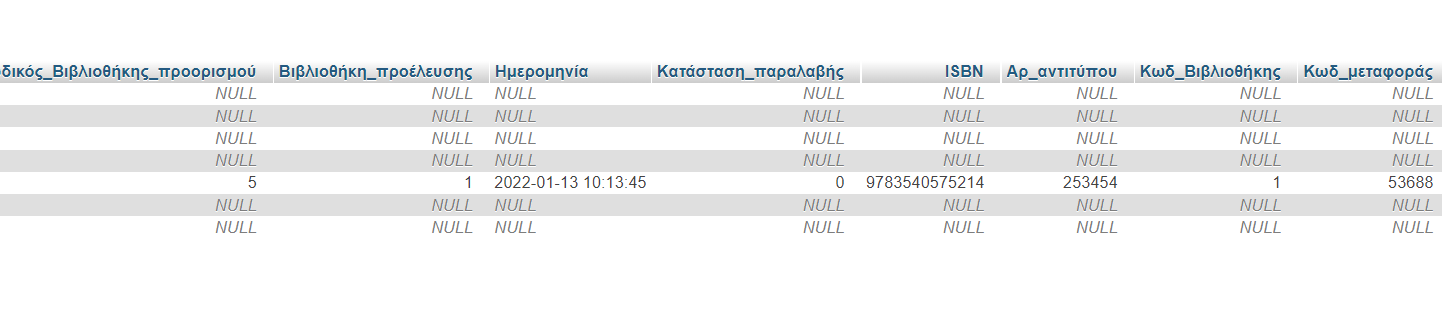 δικός_Βιβλιοθήκης_προορισμού Βιβλιοθήκη_προέλευσης Ημερομηνία Κατάσταση_παραλαβής ISBN Αρ_αντιτύπου Κωδ_Βιβλιοθήκης Κωδ_μεταφοράς
NULL NULL NULL NULL NULL NULL NULL NULL
NULL NULL NULL NULL NULL NULL NULL NULL
NULL NULL NULL NULL NULL NULL NULL NULL
NULL NULL NULL NULL NULL NULL NULL NULL
5 1 2022-01-13 10:13:45 0 9783540575214 253454 1 53688
NULL NULL NULL NULL NULL NULL NULL NULL
NULL NULL NULL NULL NULL NULL NULL NULL